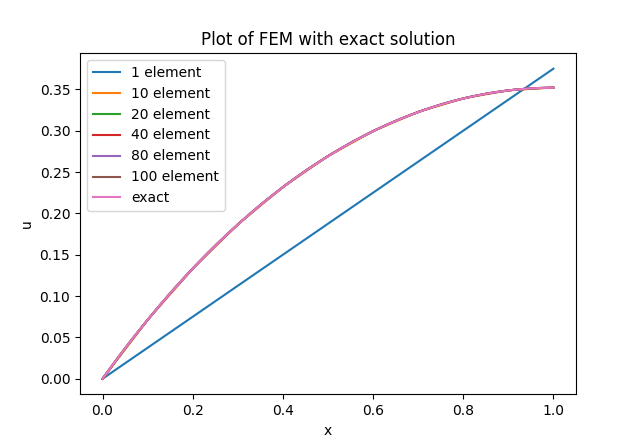 Plot of FEM with exact solution
1 element
10 element
20 element
40 element
80 element
100 element
exact
0.35
0.30
0.25
0.20
0.15
0.10
0.05
0.00
u
0.0 0.2 0.4 0.6 0.8 1.0
x